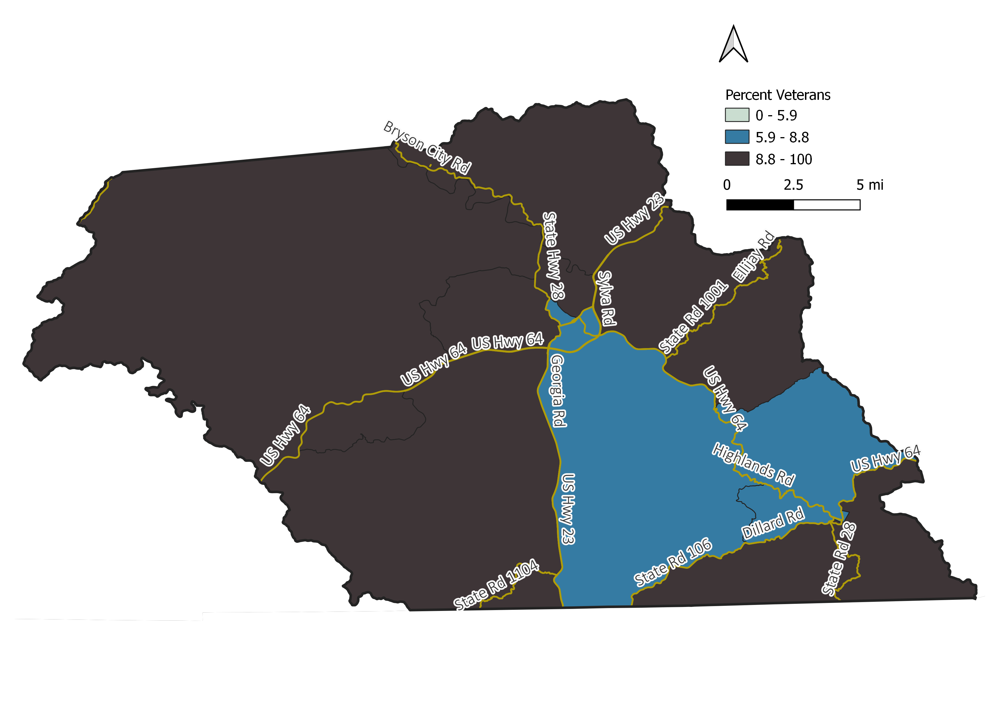 Percent Veterans
0 - 5.9
5.9 - 8.8
8.8 - 100
0 2.5 5 mi
Bryson City Rd
State Hwy 28
US Hwy 23
Sylva Rd
Ellijay Rd
State Rd 1001
US Hwy 64
US Hwy 64
US Hwy 64
Georgia Rd
US Hwy 64
Highlands Rd
US Hwy 64
US Hwy 23
Dillard Rd
State Rd 106
State Rd 28
State Rd 1104